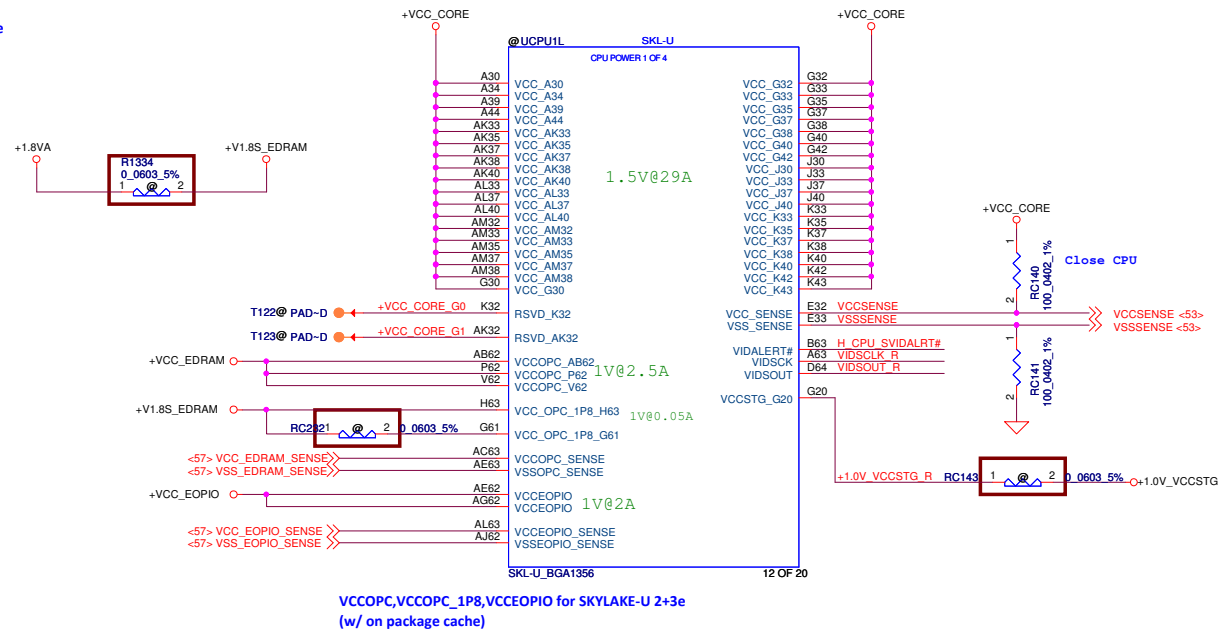 e
+VCC_CORE
+VCC_CORE
@UCPU1L
SKL-U
CPU POWER 1 OF 4
A30
A34
A39
A44
AK33
AK35
AK37
AK38
AK40
AL33
AL37
AL40
AM32
AM33
AM35
AM37
AM38
G30
VCC_A30
VCC_A34
VCC_A39
VCC_A44
VCC_AK33
VCC_AK35
VCC_AK37
VCC_AK38
VCC_AK40
VCC_AL33
VCC_AL37
VCC_AL40
VCC_AM32
VCC_AM33
VCC_AM35
VCC_AM37
VCC_AM38
VCC_G30
1.5V@29A
VCC_G32
VCC_G33
VCC_G35
VCC_G37
VCC_G38
VCC_G40
VCC_G42
VCC_J30
VCC_J33
VCC_J37
VCC_J40
VCC_K33
VCC_K35
VCC_K37
VCC_K38
VCC_K40
VCC_K42
VCC_K43
G32
G33
G35
G37
G38
G40
G42
J30
J33
J37
J40
K33
K35
K37
K38
K40
K42
K43
+1.8VA
R1334
0_0603_5%
1 @ 2
+V1.8S_EDRAM
T122@ PAD~D
+VCC_CORE_G0
K32
RSVD_K32
T123@ PAD~D
+VCC_CORE_G1
AK32
RSVD_AK32
+VCC_EDRAM
AB62
P62
V62
VCCOPC_AB62
VCCOPC_P62
VCCOPC_V62
1V@2.5A
+V1.8S_EDRAM
H63
VCC_OPC_1P8_H63
1V@0.05A
RC232
1 @ 2
0_0603_5%
G61
VCC_OPC_1P8_G61
<57> VCC_EDRAM_SENSE
<57> VSS_EDRAM_SENSE
AC63
AE63
VCCOPC_SENSE
VSSOPC_SENSE
+VCC_EOPIO
AE62
AG62
VCCEOPIO
VCCEOPIO
1V@2A
<57> VCC_EOPIO_SENSE
<57> VSS_EOPIO_SENSE
AL63
AJ62
VCCEOPIO_SENSE
VSSEOPIO_SENSE
+VCC_CORE
1
RC140
100_0402_1%
2
Close CPU
VCC_SENSE
VSS_SENSE
E32
E33
VCCSENSE
VSSSENSE
VCCSENSE <53>
VSSSENSE <53>
1
RC141
100_0402_1%
2
VIDALERT#
VIDSCK
VIDSOUT
B63
A63
D64
H_CPU_SVIDALRT#
VIDSCLK_R
VIDSOUT_R
VCCSTG_G20
G20
+1.0V_VCCSTG_R
RC143
1 @ 2
0_0603_5%
+1.0V_VCCSTG
SKL-U_BGA1356
12 OF 20
VCCOPC,VCCOPC_1P8,VCCEOPIO for SKYLAKE-U 2+3e
(w/ on package cache)